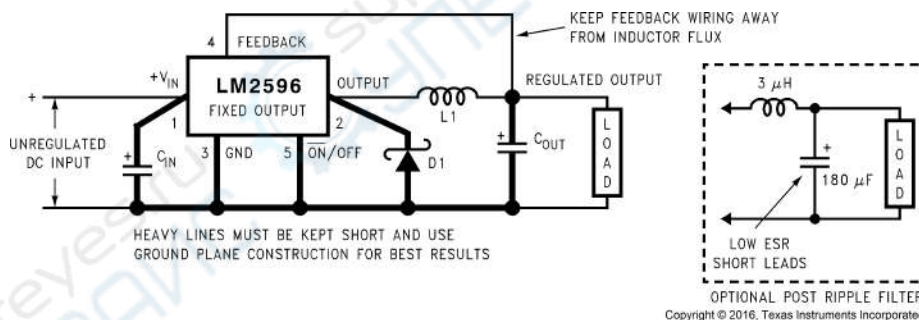 KEEP FEEDBACK WIRING AWAY
FROM INDUCTOR FLUX
4 FEEDBACK
+VIN
LM2596
FIXED OUTPUT
OUTPUT
REGULATED OUTPUT
3 µH
+
L1
1
2
UNREGULATED
DC INPUT
+
CIN
3 GND
5 ON/OFF
D1
+
COUT
LOAD
+
180 µF
LOAD
HEAVY LINES MUST BE KEPT SHORT AND USE
GROUND PLANE CONSTRUCTION FOR BEST RESULTS
LOW ESR
SHORT LEADS
OPTIONAL POST RIPPLE FILTER
Copyright © 2016, Texas Instruments Incorporate